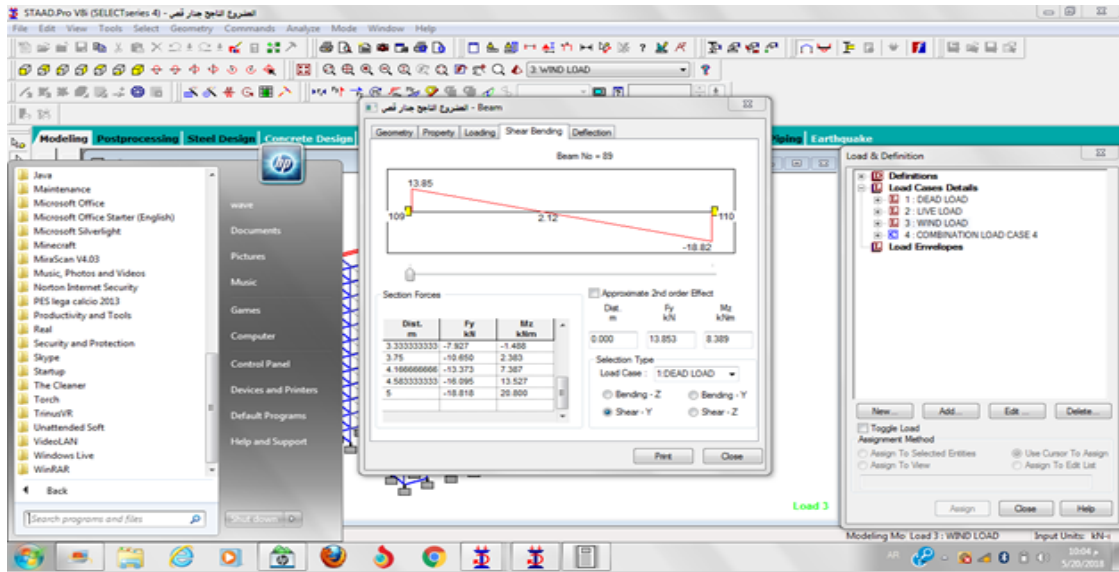 STAAD.Pro V8i (SELECTseries 4) - المشروع الناجح جنار قص
File Edit View Tools Select Geometry Commands Analyze Mode Window Help
3: WIND LOAD
Modeling Postprocessing Steel Design Concrete Design Piping Earthquake
المشروع الناجح جنار قص - Beam
Geometry Property Loading Shear Bending Deflection
Beam No = 89
13.85
109 2.12 110
-18.82
Section Forces
Dist. m Fy kN Mz kNm
3.333333333 -7.927 -1.488
3.75 -10.650 2.383
4.166666666 -13.373 7.387
4.583333333 -16.095 13.527
5 -18.818 20.800
Approximate 2nd order Effect
Dist. m Fy kN Mz kNm
0.000 13.853 8.389
Selection Type
Load Case : 1:DEAD LOAD
Bending - Z Bending - Y
Shear - Y Shear - Z
Print Close
Load & Definition
Definitions
Load Cases Details
1 : DEAD LOAD
2 : LIVE LOAD
3 : WIND LOAD
4 : COMBINATION LOAD CASE 4
Load Envelopes
New... Add... Edit ... Delete...
Toggle Load
Assignment Method
Assign To Selected Entities Use Cursor To Assign
Assign To View Assign To Edit List
Assign Close Help
Java
Maintenance
Microsoft Office
Microsoft Office Starter (English)
Microsoft Silverlight
Minecraft
MiraScan V4.03
Music, Photos and Videos
Norton Internet Security
PES lega calcio 2013
Productivity and Tools
Real
Security and Protection
Skype
Startup
The Cleaner
Torch
TrinusVR
Unattended Soft
VideoLAN
Windows Live
WinRAR
Back
Search programs and files
hp
wave
Documents
Pictures
Music
Games
Computer
Control Panel
Devices and Printers
Default Programs
Help and Support
Shut down
Load 3
Modeling Mo Load 3 : WIND LOAD Input Units: kN-r
AR
10:04 م
5/20/2018